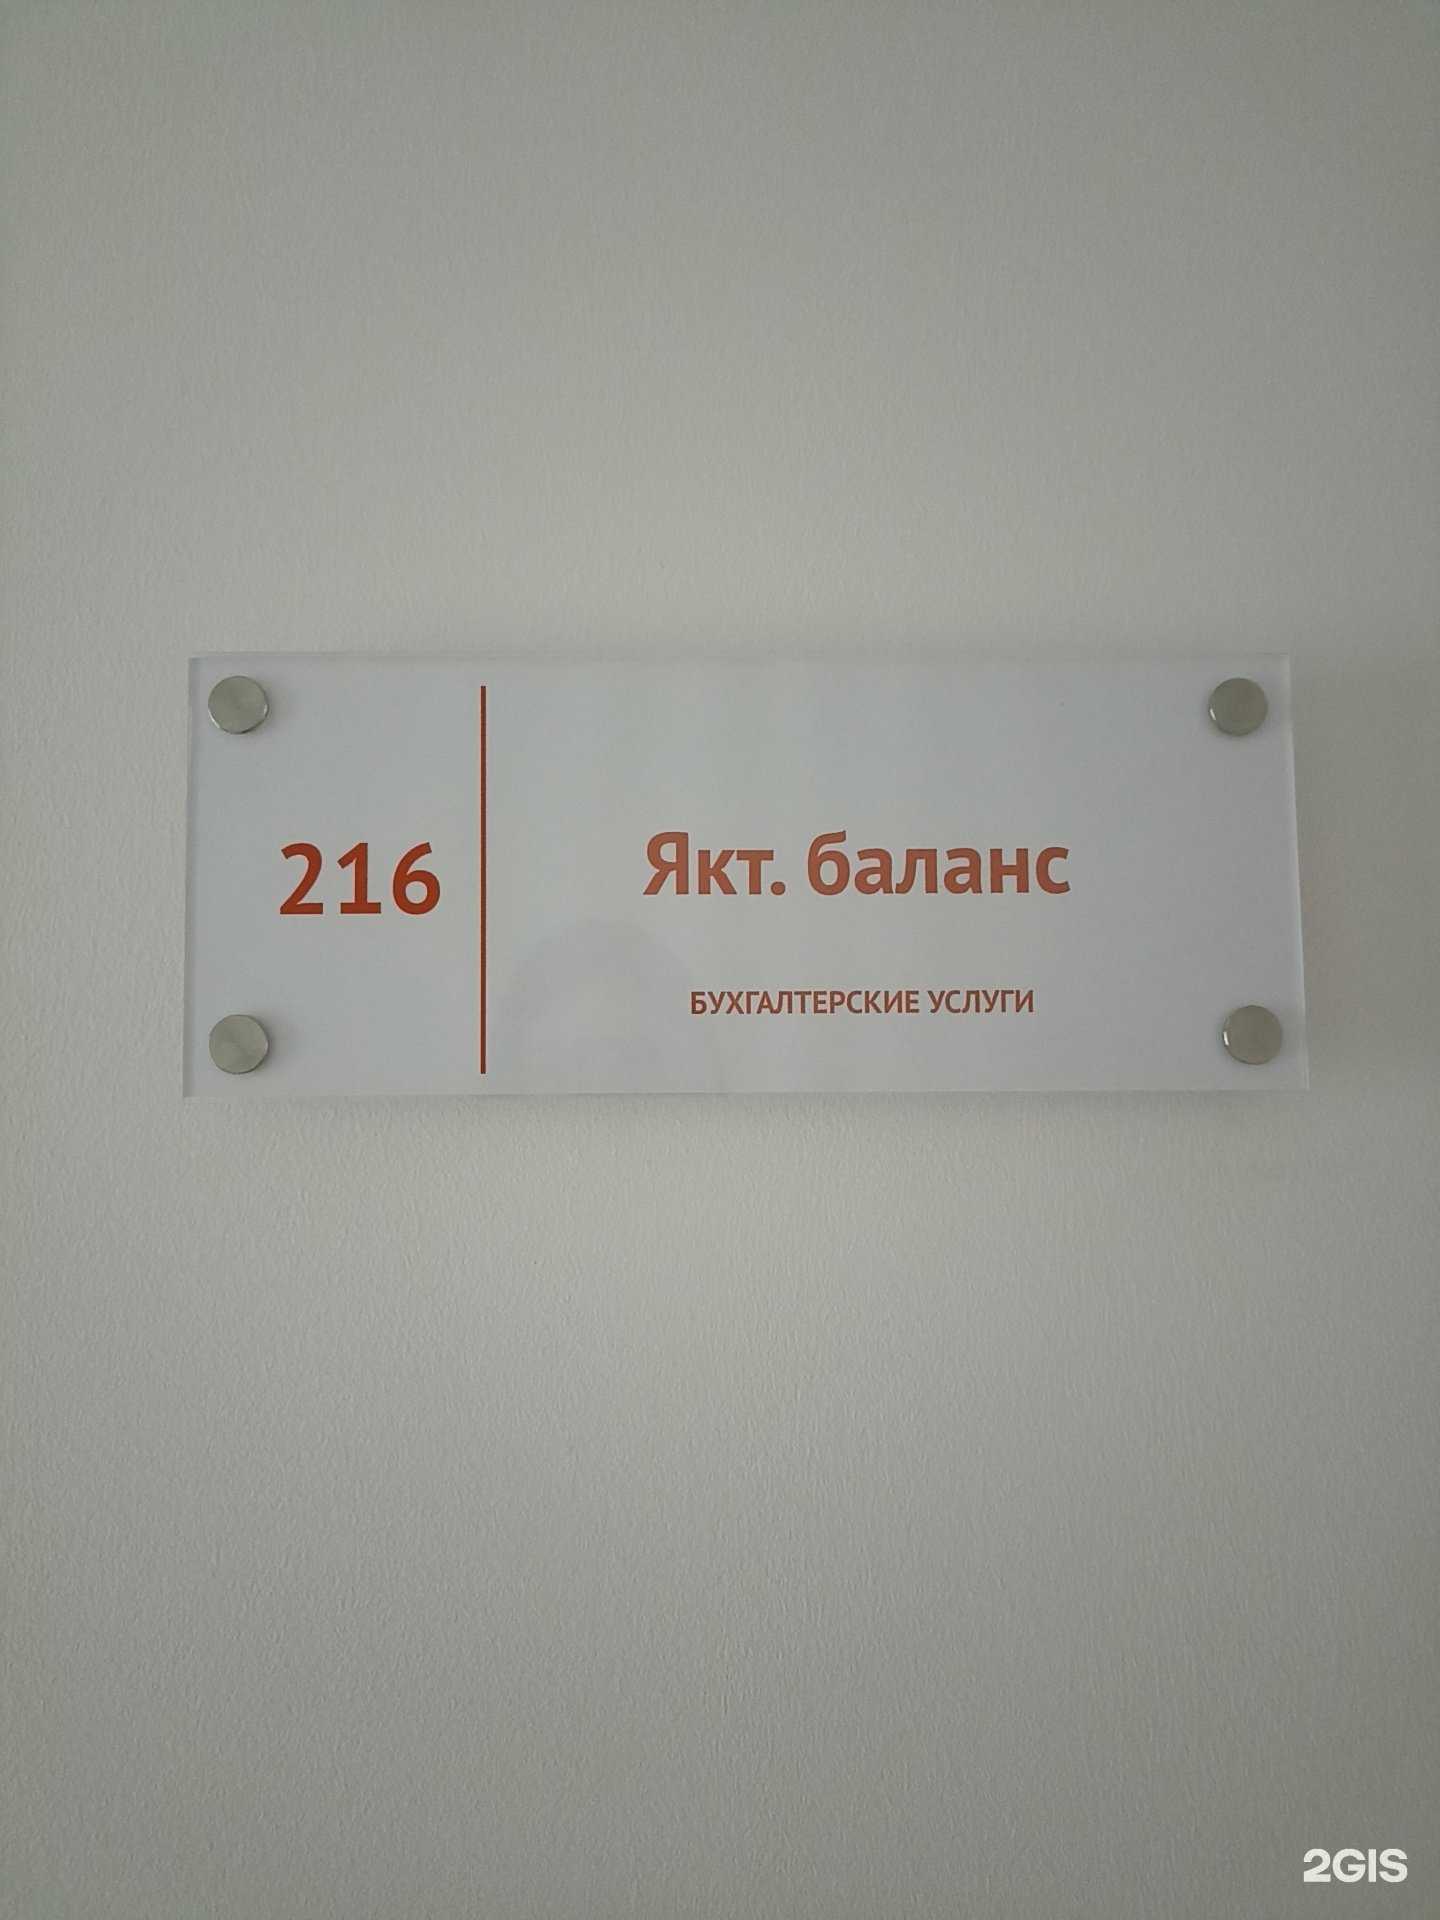 216
Якт. баланс
БУХГАЛТЕРСКИЕ УСЛУГИ
2GIS